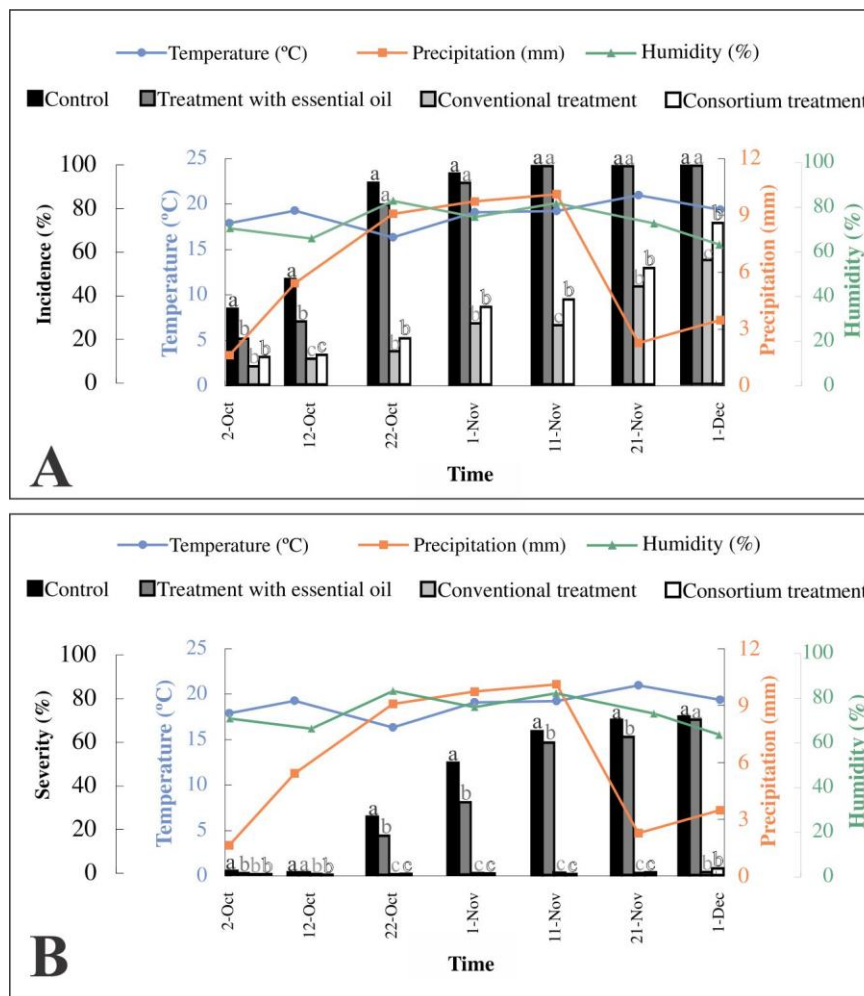 Temperature (ºC) Precipitation (mm) Humidity (%)
Control Treatment with essential oil Conventional treatment Consortium treatment
Incidence (%)
100
80
60
40
20
0
Temperature (ºC)
25
20
15
10
5
0
a b b b
a b c c
a a b b
a a b b
a a c b
a a b b
a a c b
12
9
6
3
0
Precipitation (mm)
100
80
60
40
20
0
Humidity (%)
2-Oct 12-Oct 22-Oct 1-Nov 11-Nov 21-Nov 1-Dec
Time
A
Temperature (ºC) Precipitation (mm) Humidity (%)
Control Treatment with essential oil Conventional treatment Consortium treatment
Severity (%)
100
80
60
40
20
0
Temperature (ºC)
25
20
15
10
5
0
a b b b
a a b b
a b c c
a b c c
a b c c
a b c c
a a b b
12
9
6
3
0
Precipitation (mm)
100
80
60
40
20
0
Humidity (%)
2-Oct 12-Oct 22-Oct 1-Nov 11-Nov 21-Nov 1-Dec
Time
B